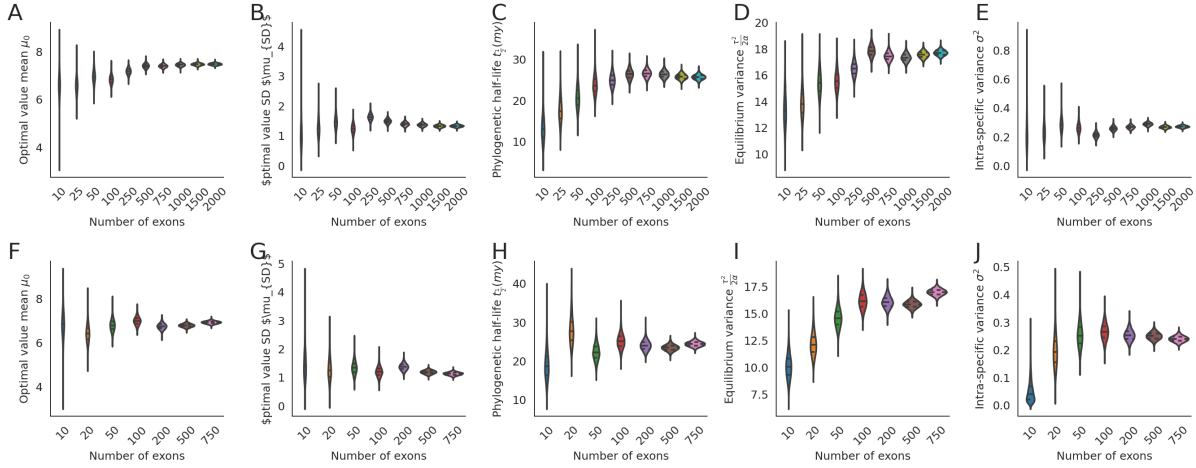 A
Optimal value mean μ₀
8
6
4
10 25 50 100 250 500 750 1000 1500 2000
Number of exons
B
$ptimal value SD $\mu_{SD}$
5
4
3
2
1
0
10 25 50 100 250 500 750 1000 1500 2000
Number of exons
C
Phylogenetic half-life t_{1/2}(my)
30
20
10
10 25 50 100 250 500 750 1000 1500 2000
Number of exons
D
Equilibrium variance τ²/2α
20
18
16
14
12
10
10 25 50 100 250 500 750 1000 1500 2000
Number of exons
E
Intra-specific variance σ²
0.8
0.6
0.4
0.2
0.0
10 25 50 100 250 500 750 1000 1500 2000
Number of exons
F
Optimal value mean μ₀
8
6
4
10 20 50 100 200 500 750
Number of exons
G
$ptimal value SD $\mu_{SD}$
5
4
3
2
1
0
10 20 50 100 200 500 750
Number of exons
H
Phylogenetic half-life t_{1/2}(my)
40
30
20
10
10 20 50 100 200 500 750
Number of exons
I
Equilibrium variance τ²/2α
17.5
15.0
12.5
10.0
7.5
10 20 50 100 200 500 750
Number of exons
J
Intra-specific variance σ²
0.5
0.4
0.3
0.2
0.1
0.0
10 20 50 100 200 500 750
Number of exons